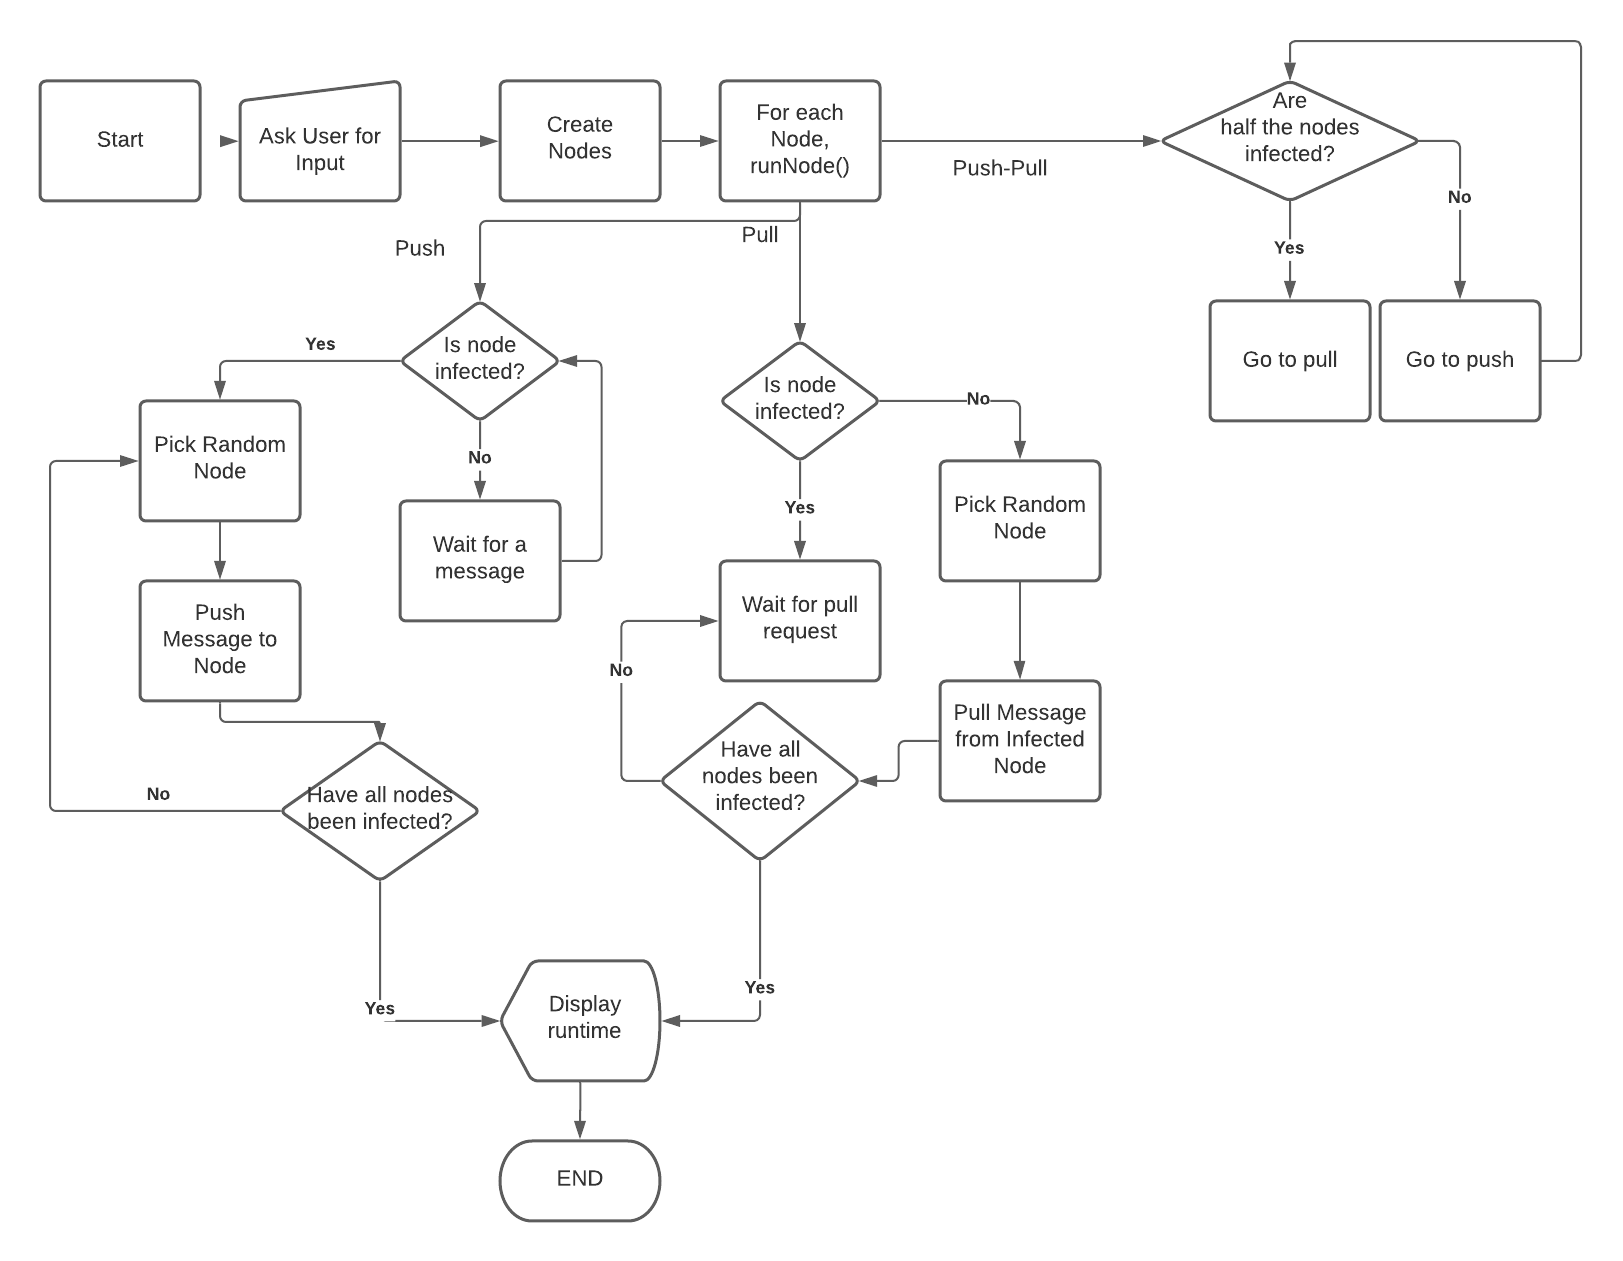 Start
Ask User for
Input
Create
Nodes
For each
Node,
runNode()
Push-Pull
Are
half the nodes
infected?
No
Yes
Go to pull
Go to push
Push
Pull
Is node
infected?
Yes
No
Pick Random
Node
Wait for a
message
Push
Message to
Node
Have all nodes
been infected?
No
Yes
Is node
infected?
No
Yes
Pick Random
Node
Wait for pull
request
No
Pull Message
from Infected
Node
Have all
nodes been
infected?
Yes
Display
runtime
END